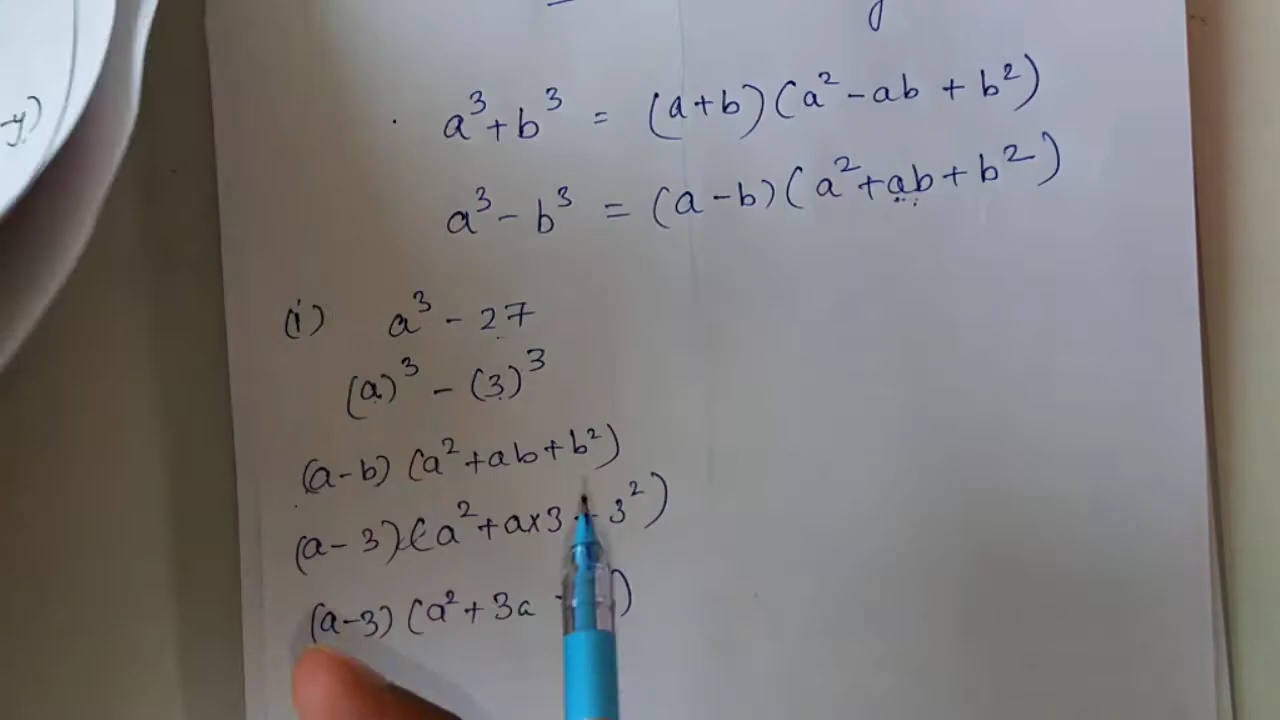 -y)
a³+b³ = (a+b)(a²-ab+b²)
a³-b³ = (a-b)(a²+ab+b²)
(i) a³-27
(a)³-(3)³
(a-b)(a²+ab+b²)
(a-3)(a²+a×3 3²)
(a-3)(a²+3a )